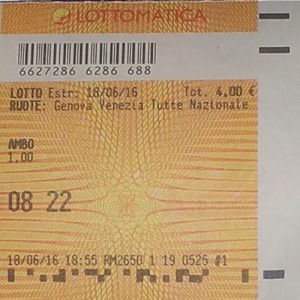 LOTTOMATICA
6627286 6286 688
LOTTO Estr: 18/06/16 Tot. 4,00 €
RUOTE: Genova Venezia Tutte Nazionale
AMBO
1.00
08 22
18/06/16 18:55 RM2650 1 19 0525 #1